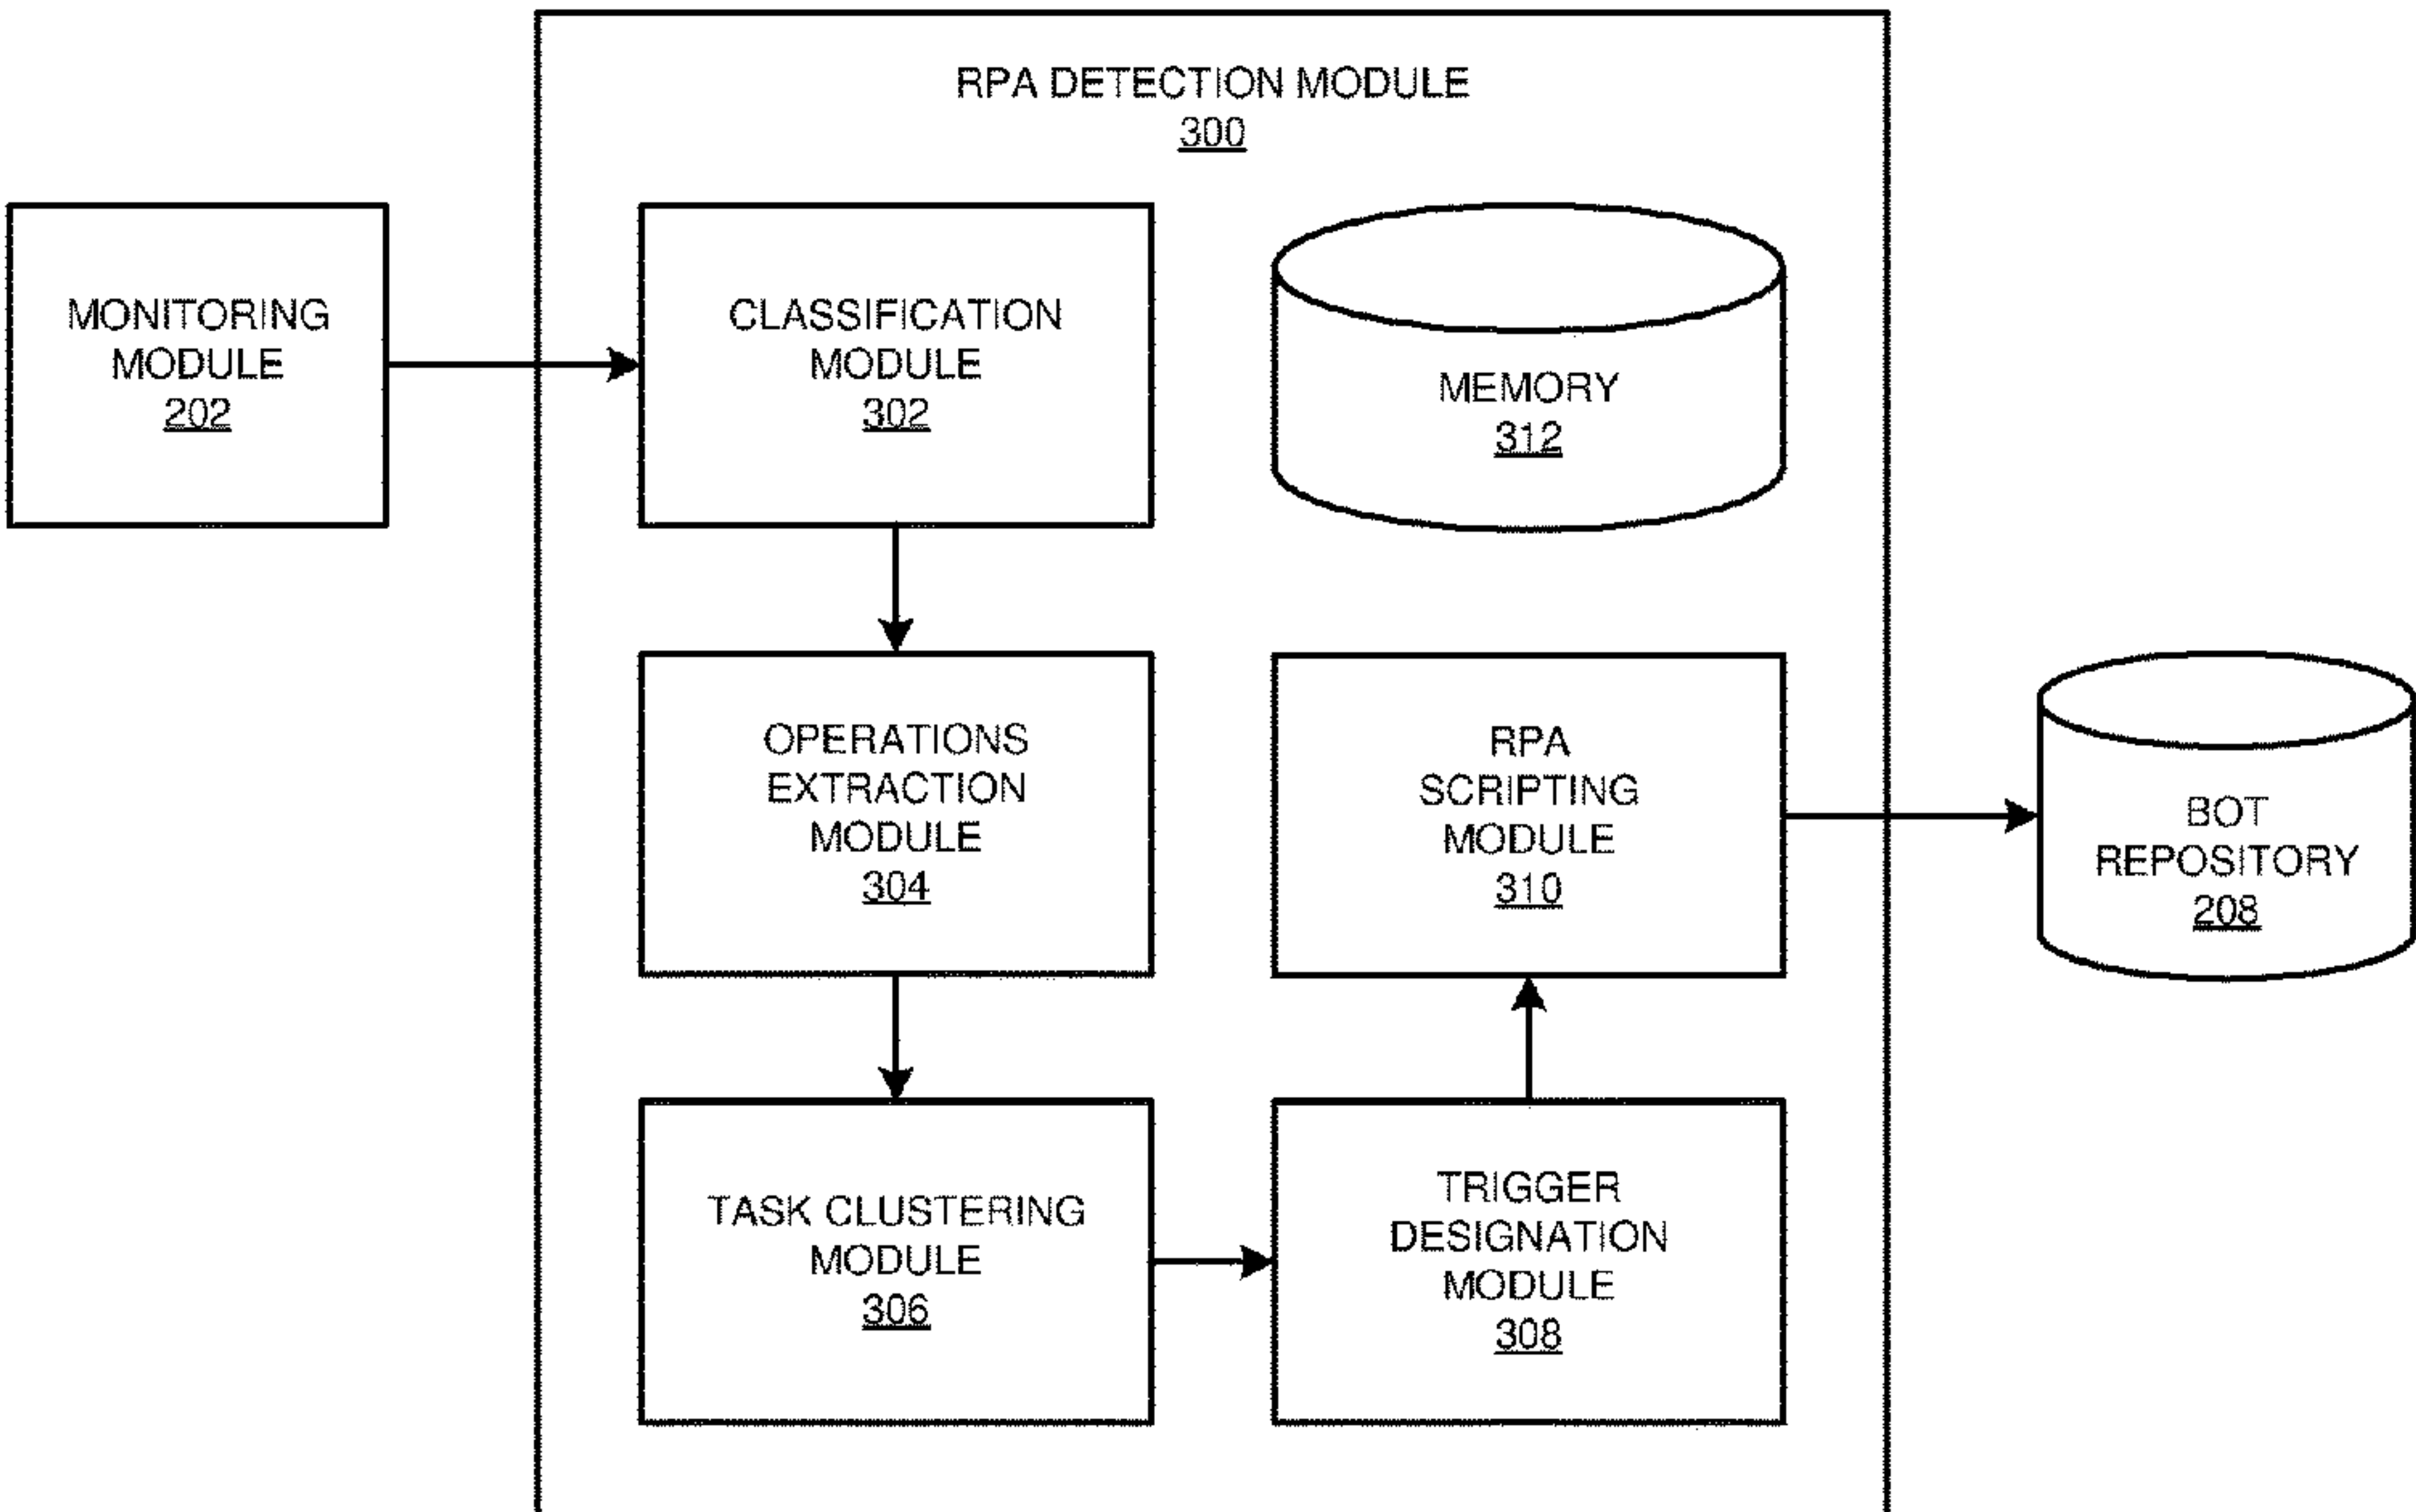 RPA DETECTION MODULE
300
MONITORING
MODULE
202
CLASSIFICATION
MODULE
302
MEMORY
312
OPERATIONS
EXTRACTION
MODULE
304
RPA
SCRIPTING
MODULE
310
BOT
REPOSITORY
208
TASK CLUSTERING
MODULE
306
TRIGGER
DESIGNATION
MODULE
308